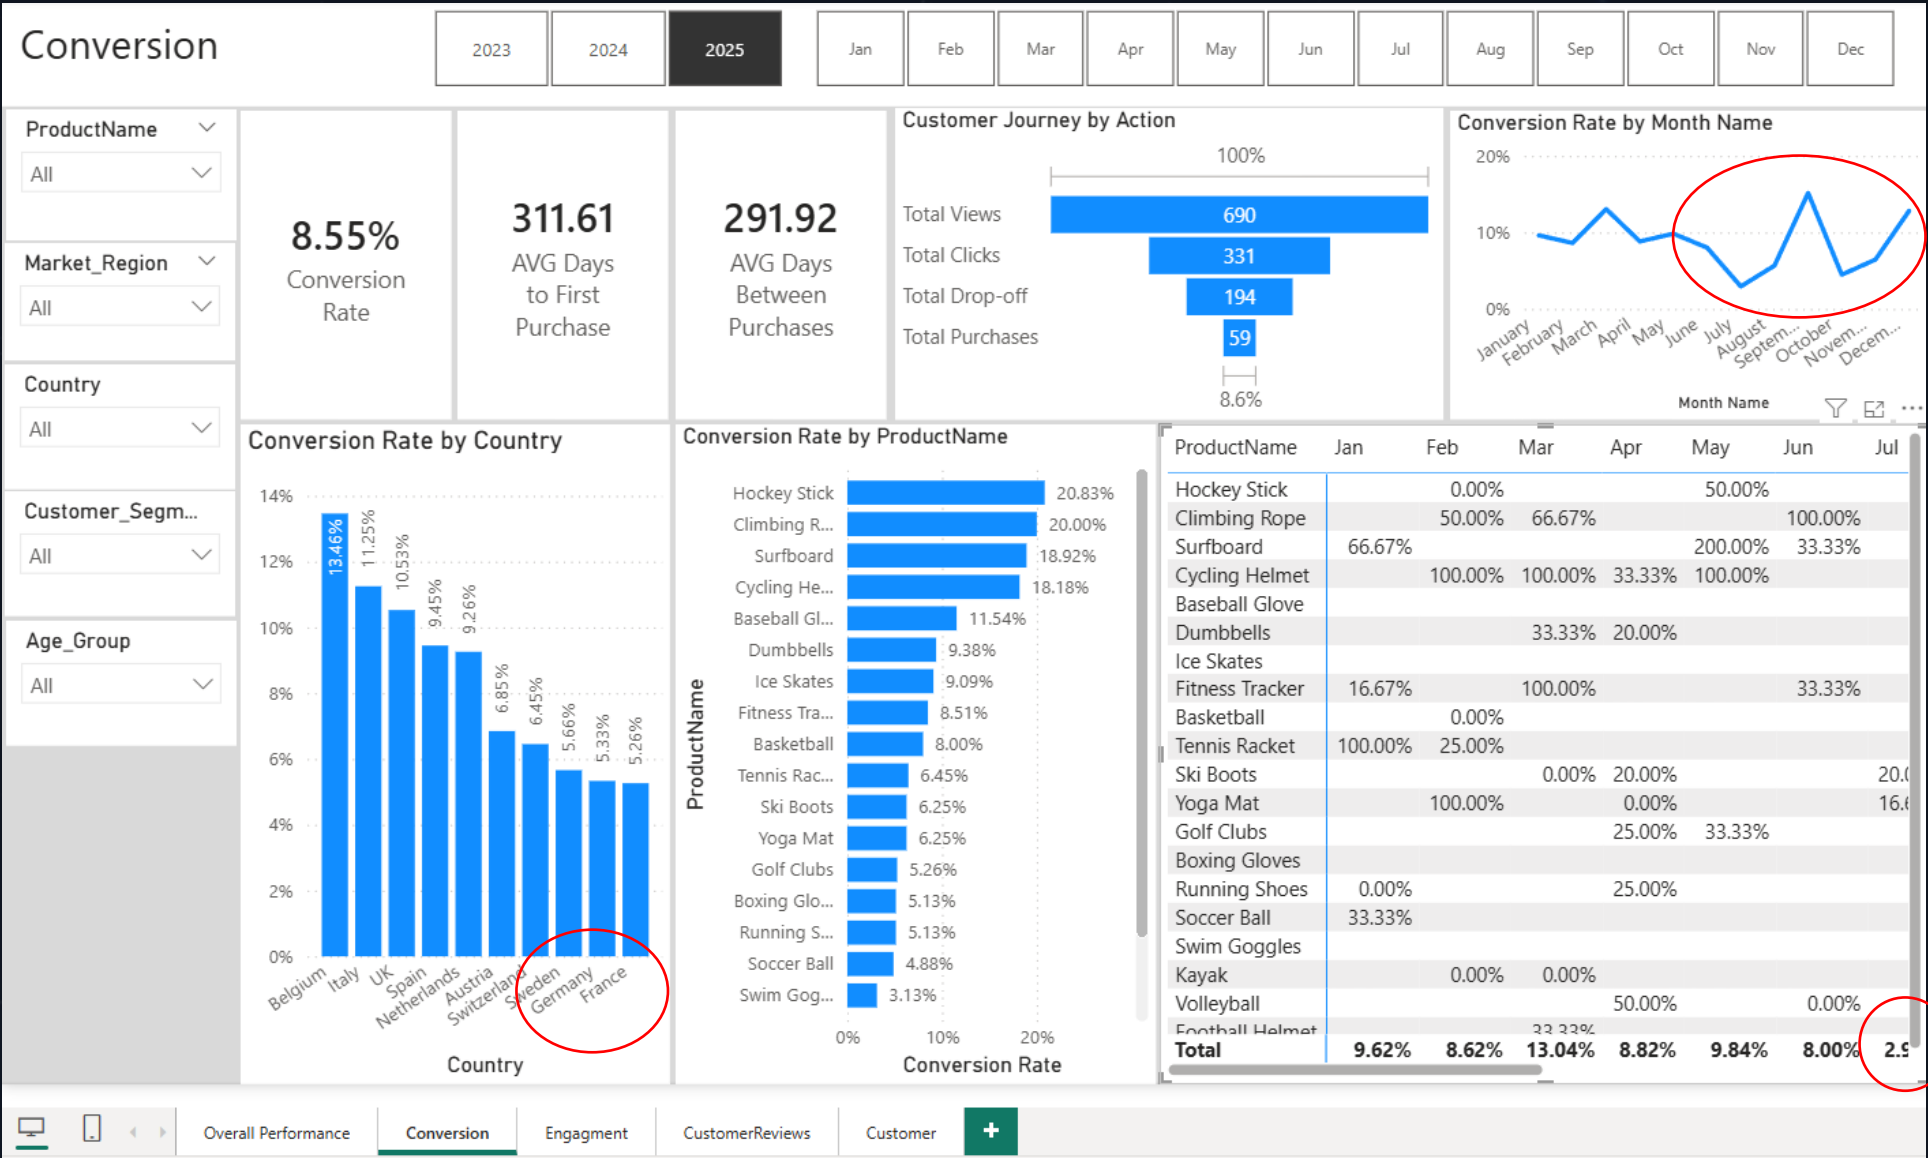 Conversion
2023 2024 2025 Jan Feb Mar Apr May Jun Jul Aug Sep Oct Nov Dec
ProductName
All
Market_Region
All
Country
All
Customer_Segm...
All
Age_Group
All
8.55%
Conversion
Rate
311.61
AVG Days
to First
Purchase
291.92
AVG Days
Between
Purchases
Customer Journey by Action
100%
Total Views 690
Total Clicks 331
Total Drop-off 194
Total Purchases 59
8.6%
Conversion Rate by Month Name
20%
10%
0%
January February March April May June July August Septem... October Novem... Decem...
Month Name
Conversion Rate by Country
14%
12%
10%
8%
6%
4%
2%
0%
13.46% 11.25% 10.53% 9.45% 9.26% 6.85% 6.45% 5.66% 5.33% 5.26%
Belgium Italy UK Spain Netherlands Austria Switzerland Sweden Germany France
Country
Conversion Rate by ProductName
ProductName
Hockey Stick 20.83%
Climbing R... 20.00%
Surfboard 18.92%
Cycling He... 18.18%
Baseball Gl... 11.54%
Dumbbells 9.38%
Ice Skates 9.09%
Fitness Tra... 8.51%
Basketball 8.00%
Tennis Rac... 6.45%
Ski Boots 6.25%
Yoga Mat 6.25%
Golf Clubs 5.26%
Boxing Glo... 5.13%
Running S... 5.13%
Soccer Ball 4.88%
Swim Gog... 3.13%
0% 10% 20%
Conversion Rate
ProductName Jan Feb Mar Apr May Jun Jul
Hockey Stick 0.00% 50.00%
Climbing Rope 50.00% 66.67% 100.00%
Surfboard 66.67% 200.00% 33.33%
Cycling Helmet 100.00% 100.00% 33.33% 100.00%
Baseball Glove
Dumbbells 33.33% 20.00%
Ice Skates
Fitness Tracker 16.67% 100.00% 33.33%
Basketball 0.00%
Tennis Racket 100.00% 25.00%
Ski Boots 0.00% 20.00%
Yoga Mat 100.00% 0.00%
Golf Clubs 25.00% 33.33%
Boxing Gloves
Running Shoes 0.00% 25.00%
Soccer Ball 33.33%
Swim Goggles
Kayak 0.00% 0.00%
Volleyball 50.00% 0.00%
Football Helmet 33.33%
Total 9.62% 8.62% 13.04% 8.82% 9.84% 8.00% 2.9
Overall Performance Conversion Engagment CustomerReviews Customer +